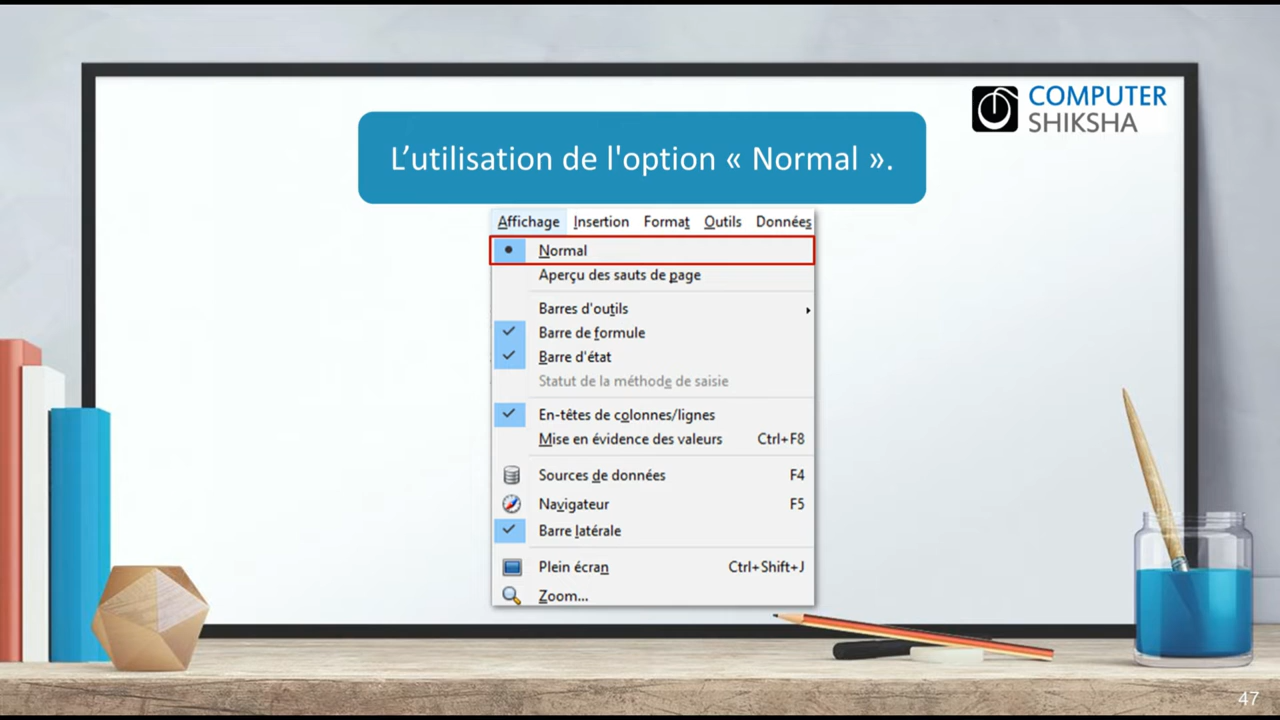 COMPUTER
SHIKSHA
L’utilisation de l'option « Normal ».
Affichage Insertion Format Outils Données
Normal
Aperçu des sauts de page
Barres d'outils
Barre de formule
Barre d'état
Statut de la méthode de saisie
En-têtes de colonnes/lignes
Mise en évidence des valeurs Ctrl+F8
Sources de données F4
Navigateur F5
Barre latérale
Plein écran Ctrl+Shift+J
Zoom...
47